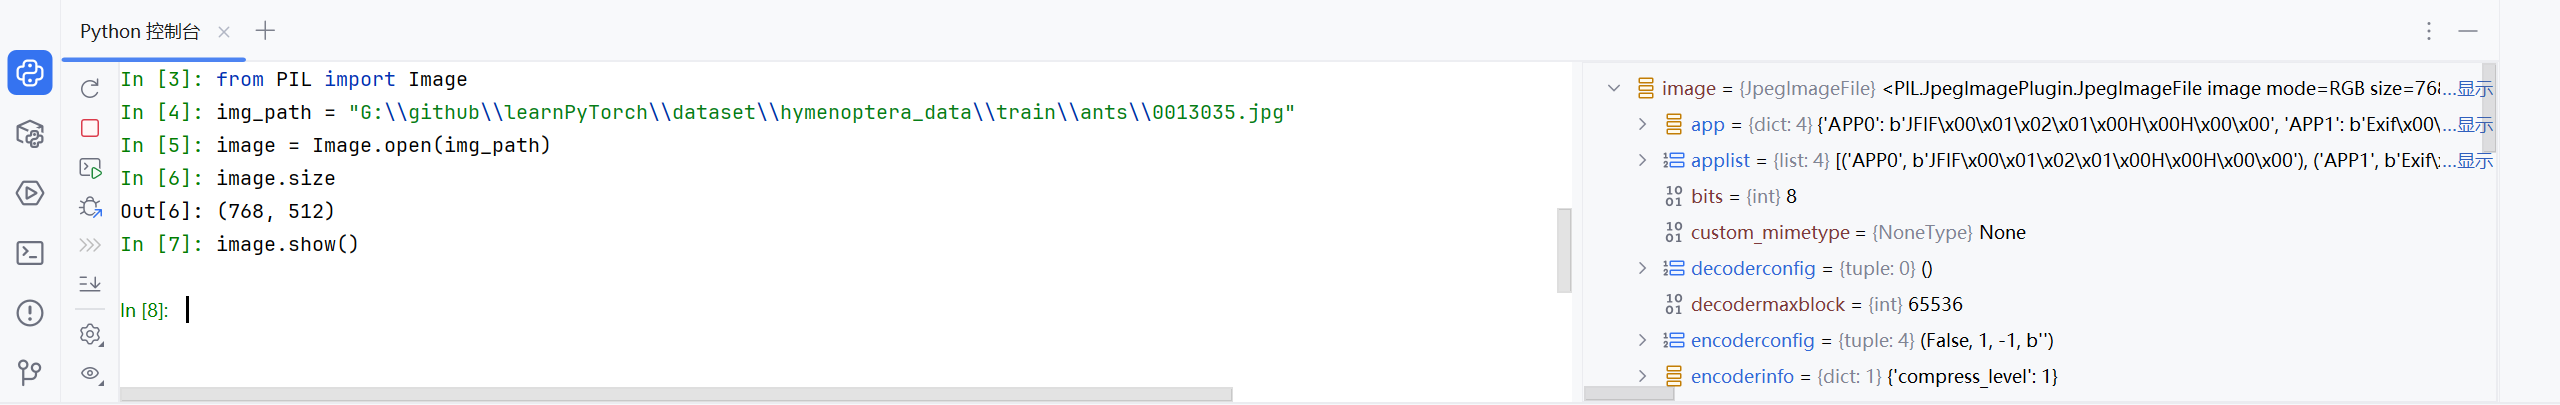 Python 控制台
In [3]: from PIL import Image
In [4]: img_path = "G:\\github\\learnPyTorch\\dataset\\hymenoptera_data\\train\\ants\\0013035.jpg"
In [5]: image = Image.open(img_path)
In [6]: image.size
Out[6]: (768, 512)
In [7]: image.show()
In [8]:
image = {JpegImageFile} <PIL.JpegImagePlugin.JpegImageFile image mode=RGB size=768...显示
app = {dict: 4} {'APP0': b'JFIF\x00\x01\x02\x01\x00H\x00H\x00\x00', 'APP1': b'Exif\x00\...显示
applist = {list: 4} [('APP0', b'JFIF\x00\x01\x02\x01\x00H\x00H\x00\x00'), ('APP1', b'Exif\...显示
bits = {int} 8
custom_mimetype = {NoneType} None
decoderconfig = {tuple: 0} ()
decodermaxblock = {int} 65536
encoderconfig = {tuple: 4} (False, 1, -1, b'')
encoderinfo = {dict: 1} {'compress_level': 1}